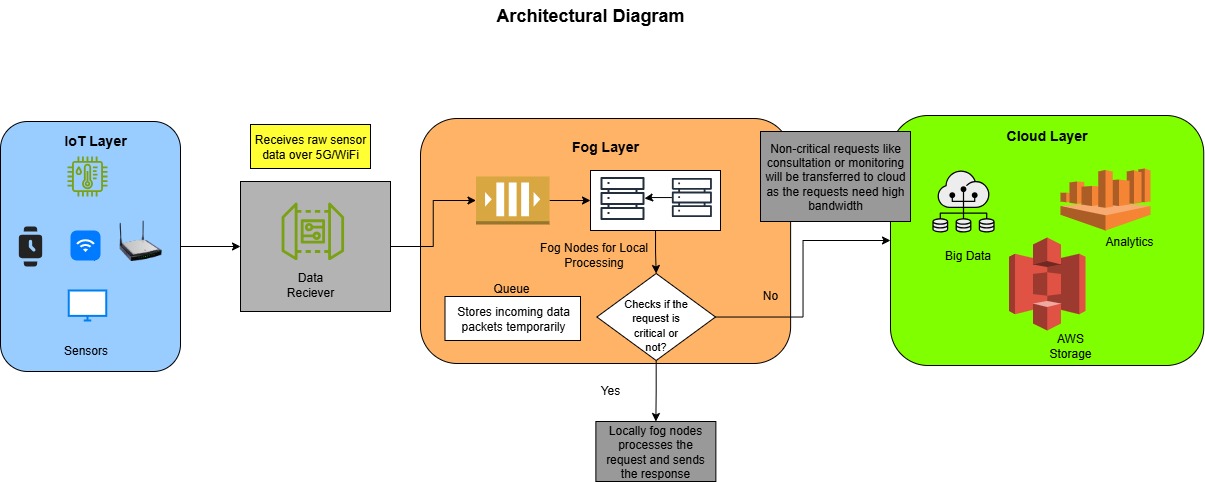 Architectural Diagram
IoT Layer
Sensors
Receives raw sensor
data over 5G/WiFi
Data
Reciever
Fog Layer
Fog Nodes for Local
Processing
Queue
Stores incoming data
packets temporarily
Checks if the
request is
critical or
not?
No
Yes
Locally fog nodes
processes the
request and sends
the response
Non-critical requests like
consultation or monitoring
will be transferred to cloud
as the requests need high
bandwidth
Cloud Layer
Big Data
Analytics
AWS
Storage